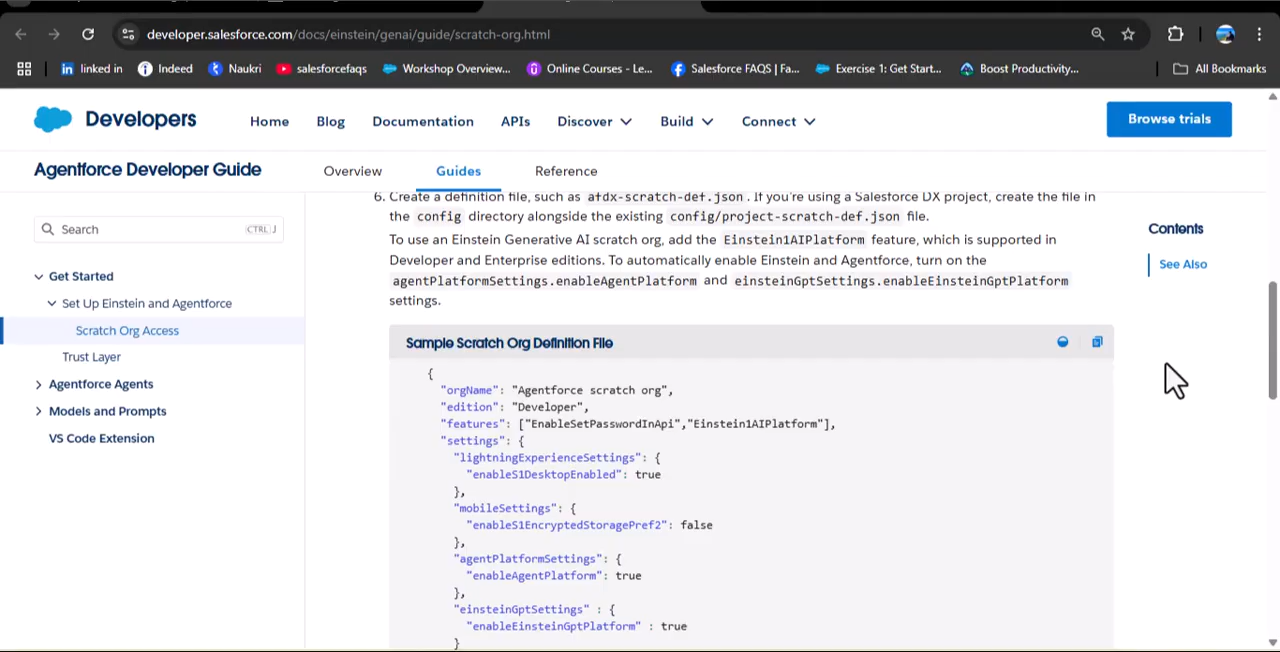 developer.salesforce.com/docs/einstein/genai/guide/scratch-org.html
linked in
Indeed
Naukri
salesforcefaqs
Workshop Overview...
Online Courses - Le...
Salesforce FAQS | Fa...
Exercise 1: Get Start...
Boost Productivity...
All Bookmarks
Developers
Home
Blog
Documentation
APIs
Discover
Build
Connect
Browse trials
Agentforce Developer Guide
Overview
Guides
Reference
Search
CTRL J
Get Started
Set Up Einstein and Agentforce
Scratch Org Access
Trust Layer
Agentforce Agents
Models and Prompts
VS Code Extension
6. Create a definition file, such as afdx-scratch-def.json. If you're using a Salesforce DX project, create the file in
the config directory alongside the existing config/project-scratch-def.json file.
To use an Einstein Generative AI scratch org, add the Einstein1AIPlatform feature, which is supported in
Developer and Enterprise editions. To automatically enable Einstein and Agentforce, turn on the
agentPlatformSettings.enableAgentPlatform and einsteinGptSettings.enableEinsteinGptPlatform
settings.
Sample Scratch Org Definition File
{
"orgName": "Agentforce scratch org",
"edition": "Developer",
"features": ["EnableSetPasswordInApi","Einstein1AIPlatform"],
"settings": {
"lightningExperienceSettings": {
"enableS1DesktopEnabled": true
},
"mobileSettings": {
"enableS1EncryptedStoragePref2": false
},
"agentPlatformSettings": {
"enableAgentPlatform": true
},
"einsteinGptSettings" : {
"enableEinsteinGptPlatform" : true
}
Contents
See Also